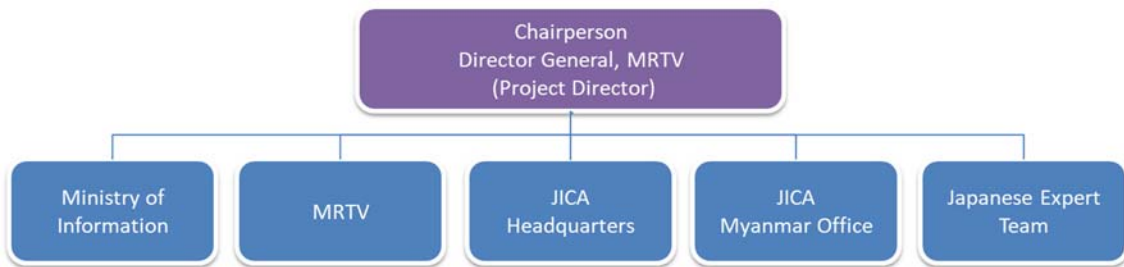 Chairperson
Director General, MRTV
(Project Director)
Ministry of
Information
MRTV
JICA
Headquarters
JICA
Myanmar Office
Japanese Expert
Team